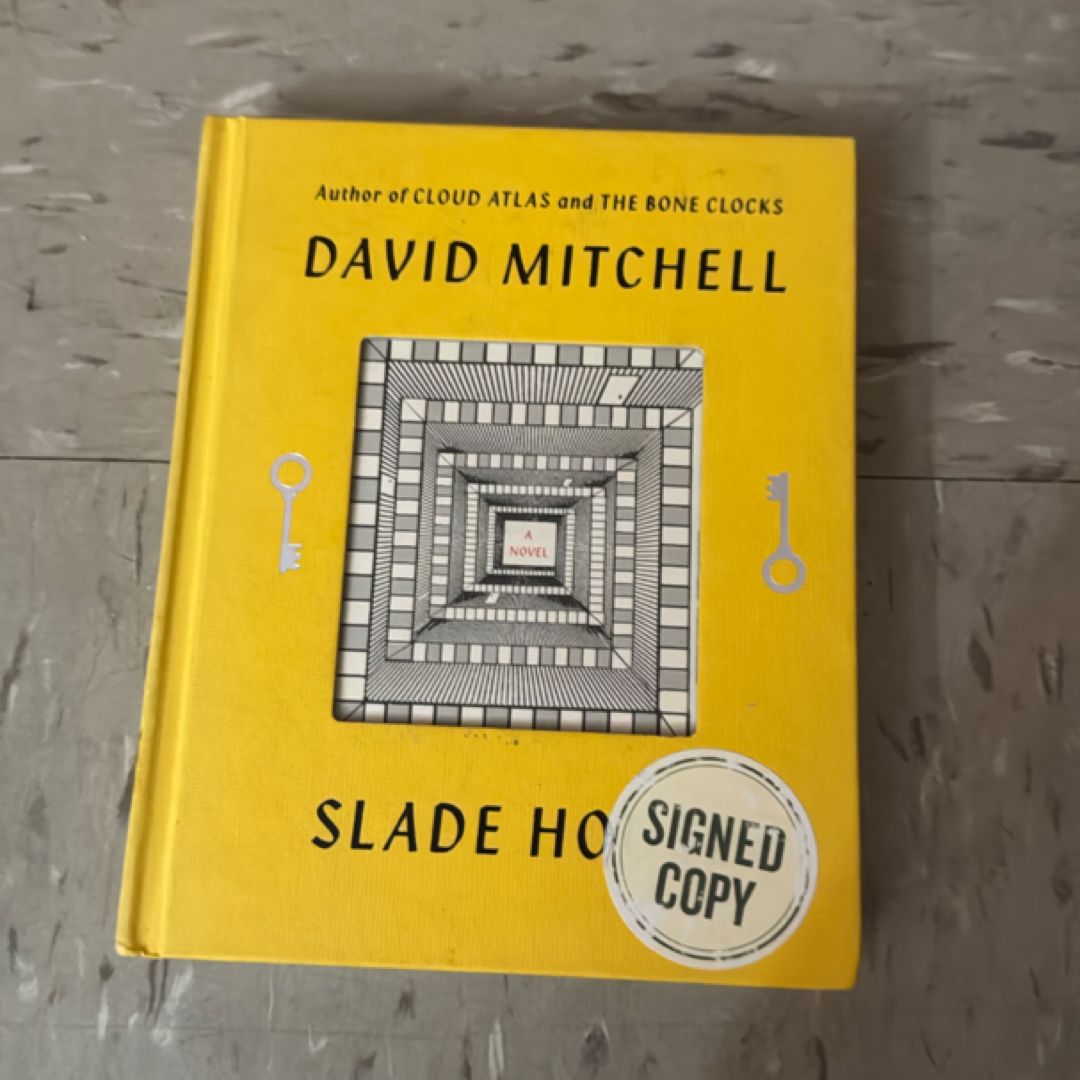 Author of CLOUD ATLAS and THE BONE CLOCKS
DAVID MITCHELL
A
NOVEL
SLADE HO
SIGNED
COPY